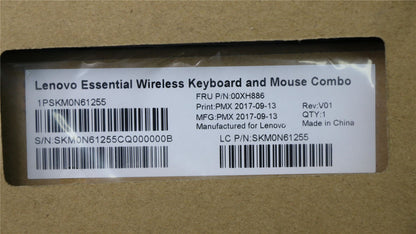 Lenovo Essential Wireless Keyboard and Mouse Combo
1PSKM0N61255
FRU P/N:00XH886
Print:PMX 2017-09-13 Rev:V01
MFG:PMX 2017-09-13 QTY:1
Manufactured for Lenovo Made in China
S/N:SKM0N61255CQ000000B LC P/N:SKM0N61255